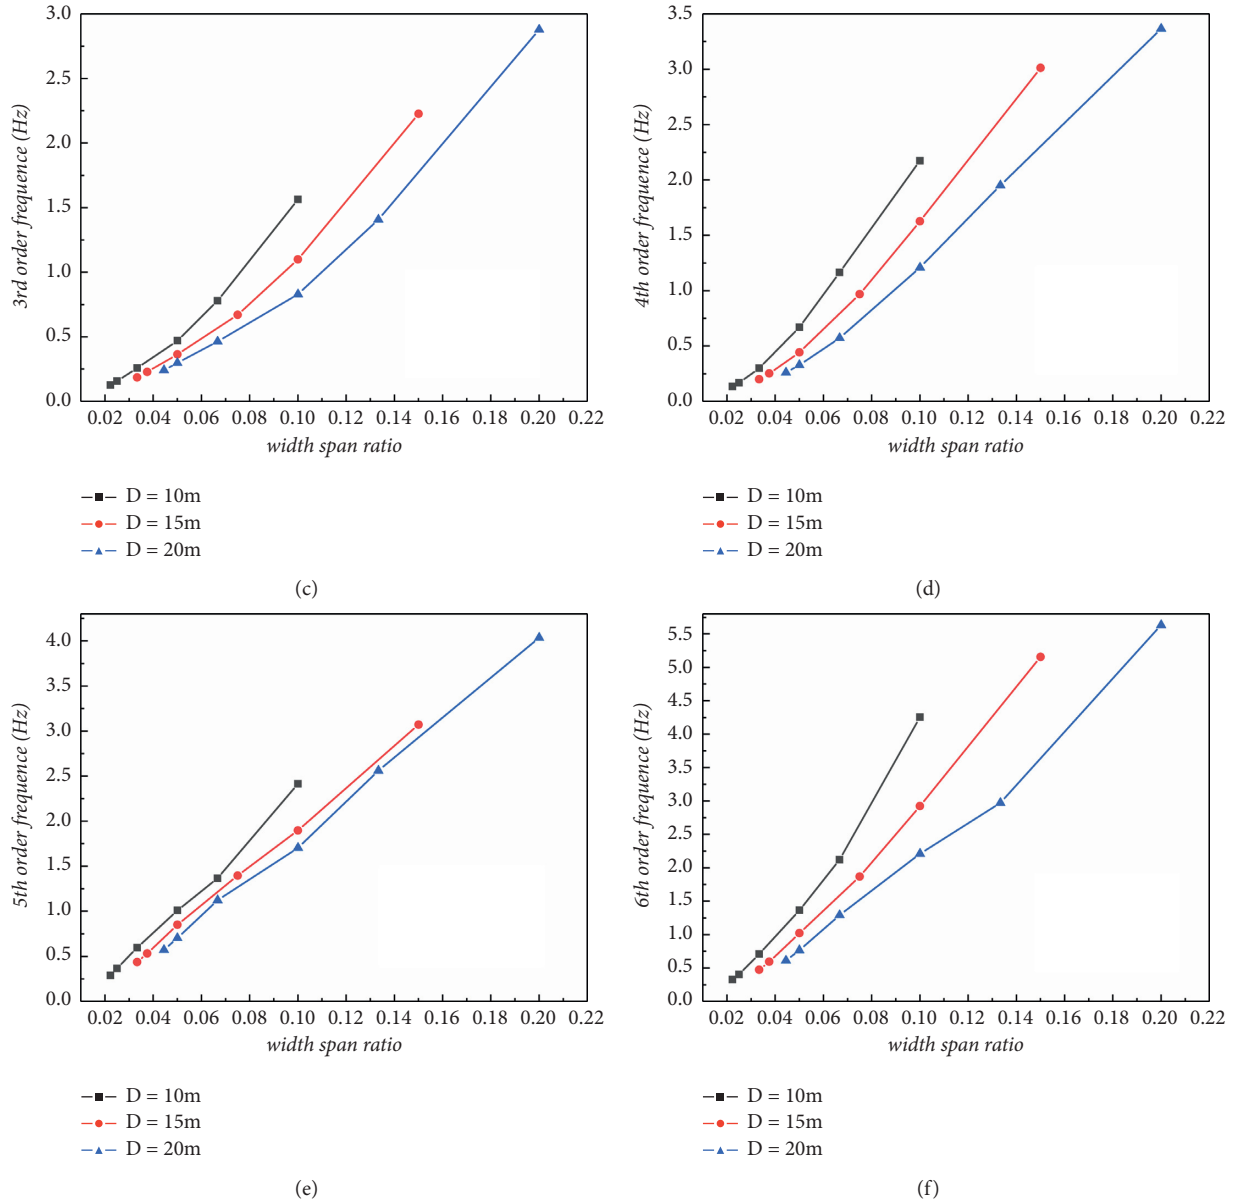 3.0
2.5
2.0
1.5
1.0
0.5
0.0
3rd order frequence (Hz)
0.02 0.04 0.06 0.08 0.10 0.12 0.14 0.16 0.18 0.20 0.22
width span ratio
D = 10m
D = 15m
D = 20m
(c)
3.5
3.0
2.5
2.0
1.5
1.0
0.5
0.0
4th order frequence (Hz)
0.02 0.04 0.06 0.08 0.10 0.12 0.14 0.16 0.18 0.20 0.22
width span ratio
D = 10m
D = 15m
D = 20m
(d)
4.0
3.5
3.0
2.5
2.0
1.5
1.0
0.5
0.0
5th order frequence (Hz)
0.02 0.04 0.06 0.08 0.10 0.12 0.14 0.16 0.18 0.20 0.22
width span ratio
D = 10m
D = 15m
D = 20m
(e)
5.5
5.0
4.5
4.0
3.5
3.0
2.5
2.0
1.5
1.0
0.5
0.0
6th order frequence (Hz)
0.02 0.04 0.06 0.08 0.10 0.12 0.14 0.16 0.18 0.20 0.22
width span ratio
D = 10m
D = 15m
D = 20m
(f)